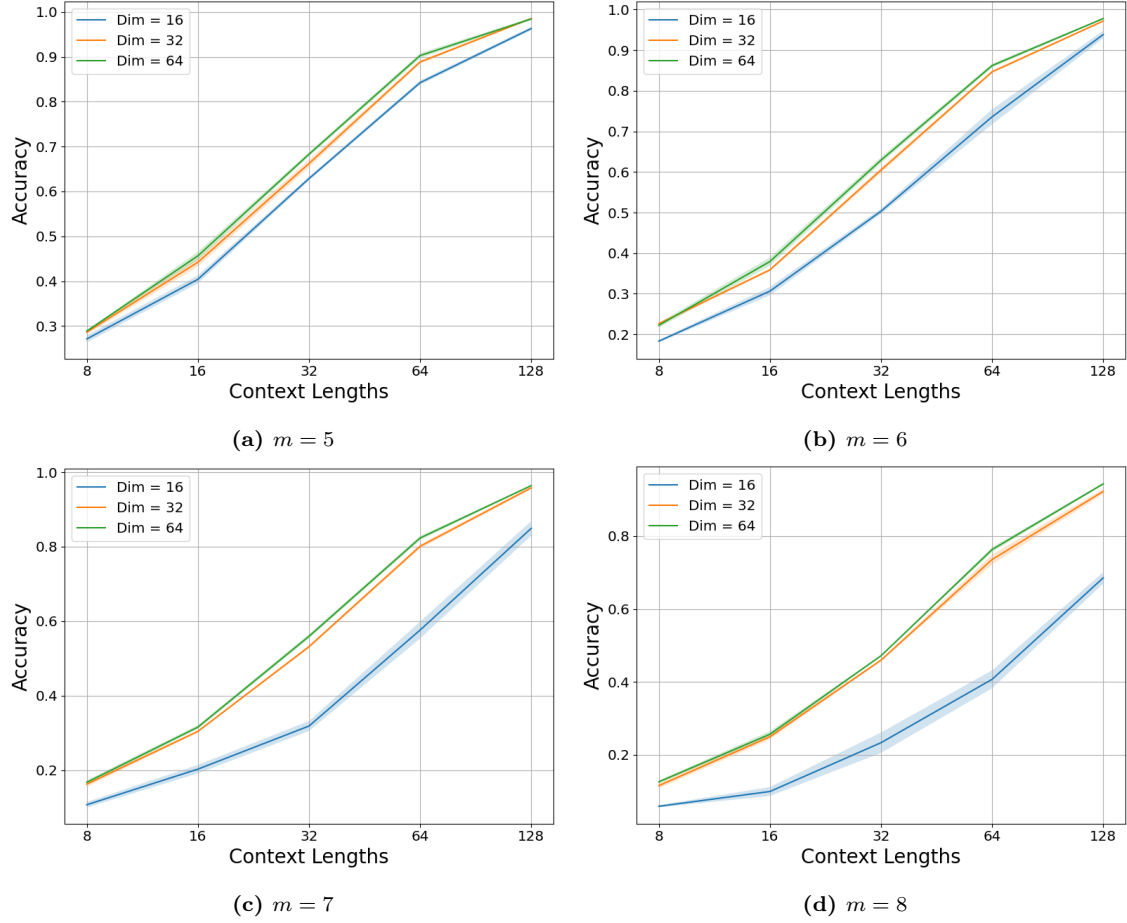 1.0
0.9
0.8
0.7
0.6
0.5
0.4
0.3
Accuracy
Dim = 16
Dim = 32
Dim = 64
8 16 32 64 128
Context Lengths
(a) m = 5
1.0
0.9
0.8
0.7
0.6
0.5
0.4
0.3
0.2
Accuracy
Dim = 16
Dim = 32
Dim = 64
8 16 32 64 128
Context Lengths
(b) m = 6
1.0
0.8
0.6
0.4
0.2
Accuracy
Dim = 16
Dim = 32
Dim = 64
8 16 32 64 128
Context Lengths
(c) m = 7
0.8
0.6
0.4
0.2
Accuracy
Dim = 16
Dim = 32
Dim = 64
8 16 32 64 128
Context Lengths
(d) m = 8